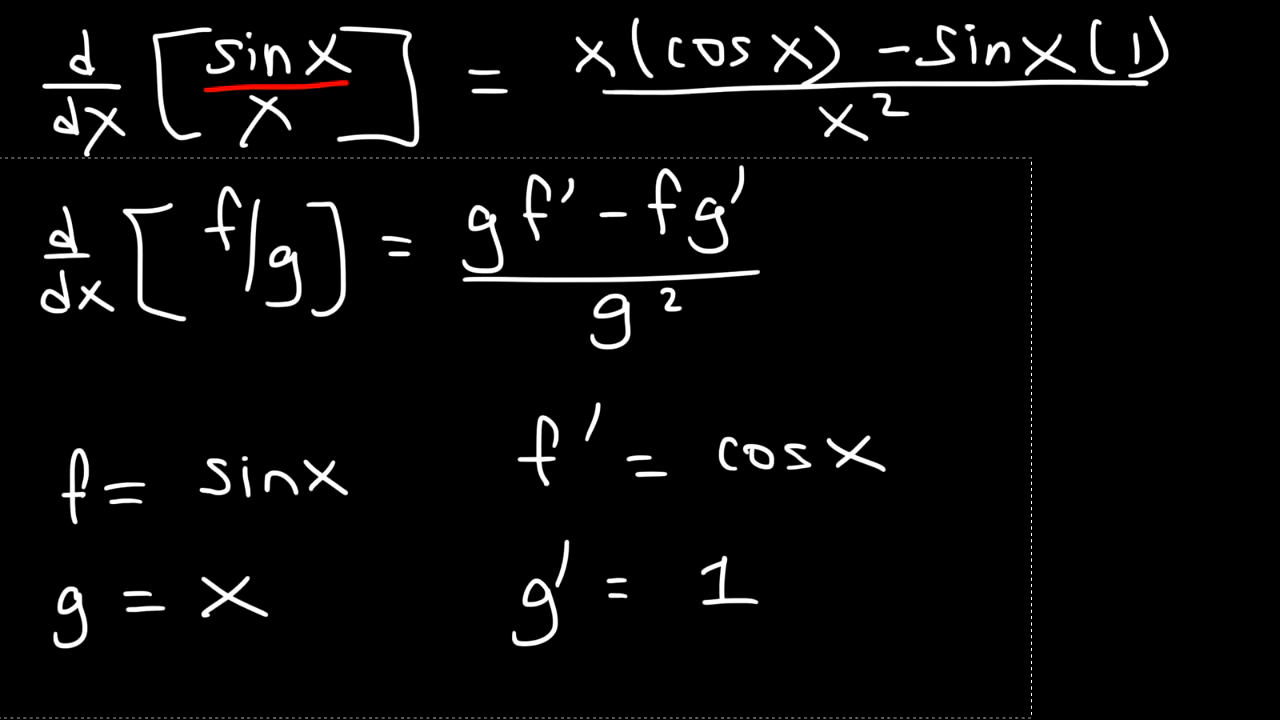 d/dx [sin x / x] = x(cos x) - sin x (1) / x²
d/dx [f/g] = gf' - fg' / g²
f = sin x f' = cos x
g = x g' = 1